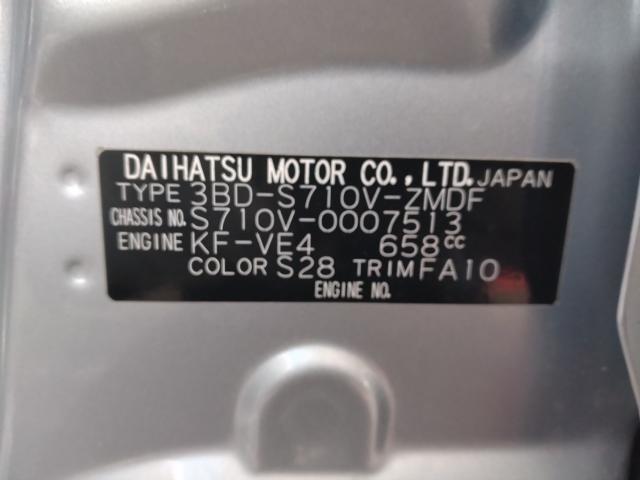 DAIHATSU MOTOR CO., LTD. JAPAN
TYPE 3BD-S710V-ZMDF
CHASSIS NO. S710V-0007513
ENGINE KF-VE4 658cc
COLOR S28 TRIM FA10
ENGINE NO.